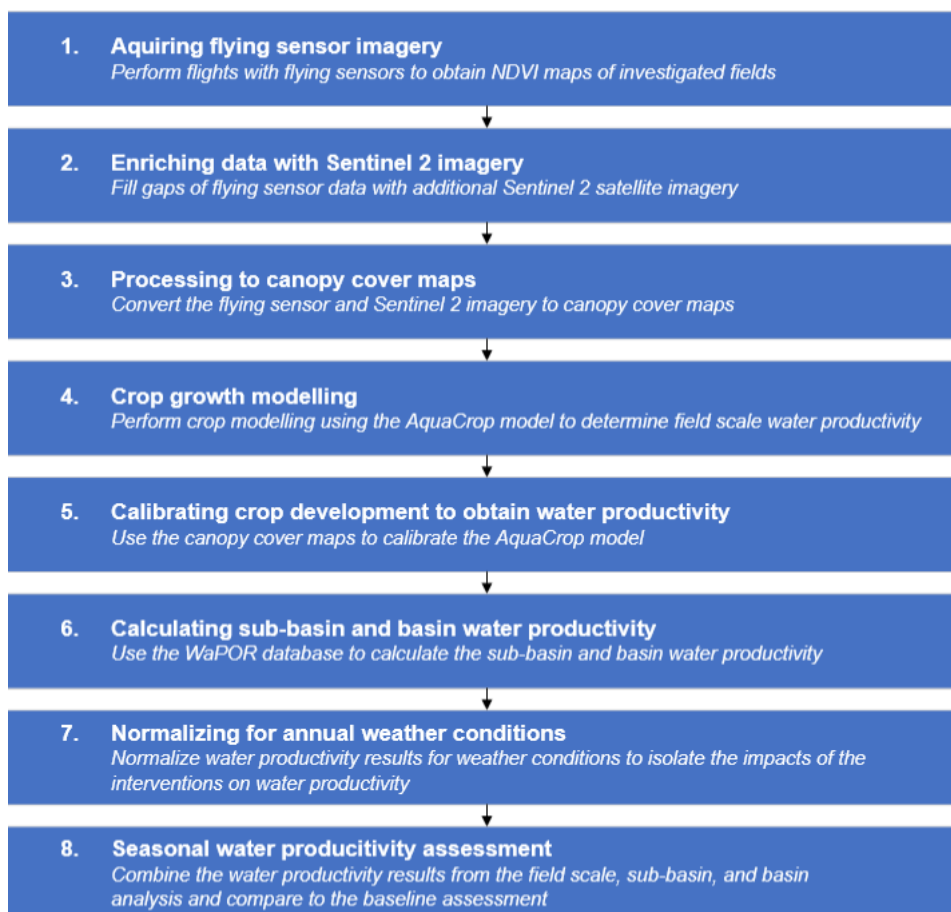 1. Aquiring flying sensor imagery
Perform flights with flying sensors to obtain NDVI maps of investigated fields
2. Enriching data with Sentinel 2 imagery
Fill gaps of flying sensor data with additional Sentinel 2 satellite imagery
3. Processing to canopy cover maps
Convert the flying sensor and Sentinel 2 imagery to canopy cover maps
4. Crop growth modelling
Perform crop modelling using the AquaCrop model to determine field scale water productivity
5. Calibrating crop development to obtain water productivity
Use the canopy cover maps to calibrate the AquaCrop model
6. Calculating sub-basin and basin water productivity
Use the WaPOR database to calculate the sub-basin and basin water productivity
7. Normalizing for annual weather conditions
Normalize water productivity results for weather conditions to isolate the impacts of the
interventions on water productivity
8. Seasonal water producitivity assessment
Combine the water productivity results from the field scale, sub-basin, and basin
analysis and compare to the baseline assessment